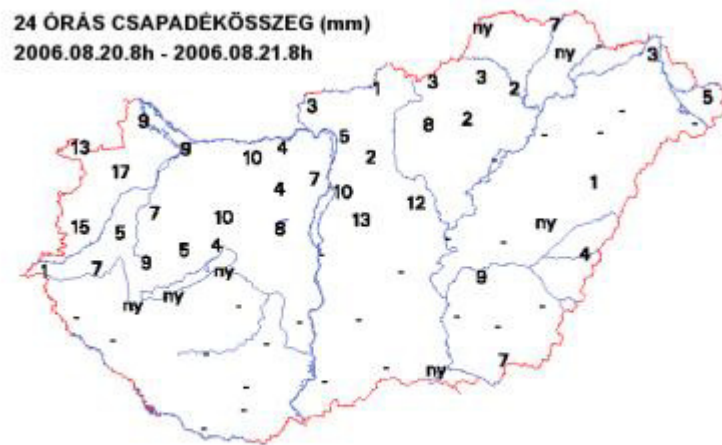 24 ÓRÁS CSAPADÉKÖSSZEG (mm)
2006.08.20.8h - 2006.08.21.8h
ny 7
ny 3
3 1 3 3 2 5
9 8 2 -
13 9 10 4 5 - -
17 2 -
4 7 10 1
15 7 10 13 12 ny
5 8 - -
9 5 4 - 4
1 7 ny - 9
ny ny
- - - - -
- - - -
- - - 7
- - - ny
-
-